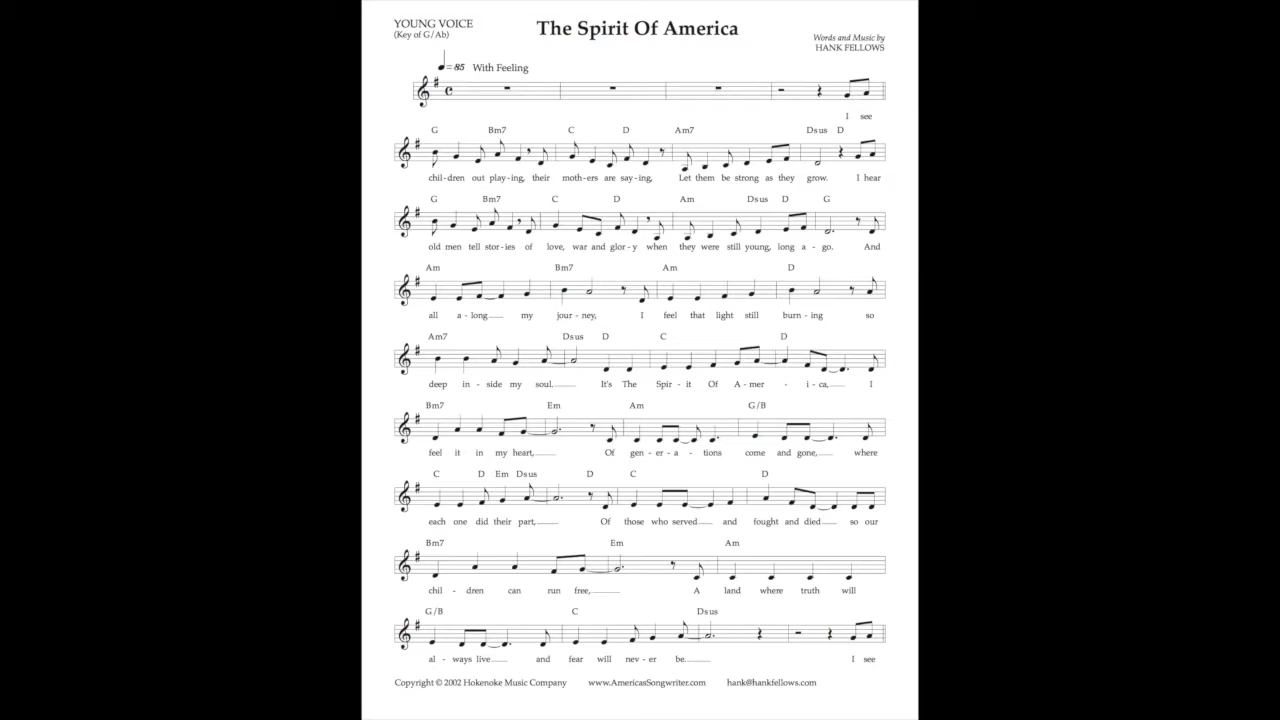 YOUNG VOICE
The Spirit Of America
(Key of G/Ab)
Words and Music by
HANK FELLOWS
= 85 With Feeling
I see
G Bm7 C D Am7 Dsus D
chil - dren out play - ing, their moth - ers are say - ing, Let them be strong as they grow. I hear
G Bm7 C D Am Dsus D G
old men tell stor - ies of love, war and glor - y when they were still young, long a - go. And
Am Bm7 Am D
all a - long my jour - ney, I feel that light still burn - ing so
Am7 Dsus D C D
deep in - side my soul. It's The Spir - it Of A - mer - i - ca, I
Bm7 Em Am G/B
feel it in my heart, Of gen - er - a - tions come and gone, where
C D Em Dsus D C D
each one did their part, Of those who served and fought and died so our
Bm7 Em Am
chil - dren can run free, A land where truth will
G/B C Dsus
al - ways live and fear will nev - er be. I see
Copyright © 2002 Hokenoke Music Company www.AmericasSongwriter.com hank@hankfellows.com